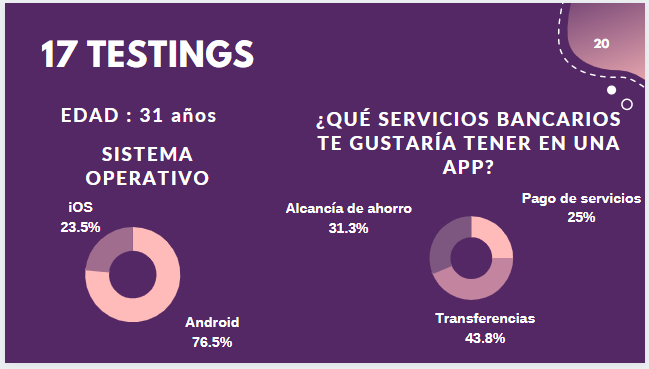 20
17 TESTINGS
EDAD : 31 años
SISTEMA
OPERATIVO
iOS
23.5%
Android
76.5%
¿QUÉ SERVICIOS BANCARIOS
TE GUSTARÍA TENER EN UNA
APP?
Alcancía de ahorro
31.3%
Pago de servicios
25%
Transferencias
43.8%